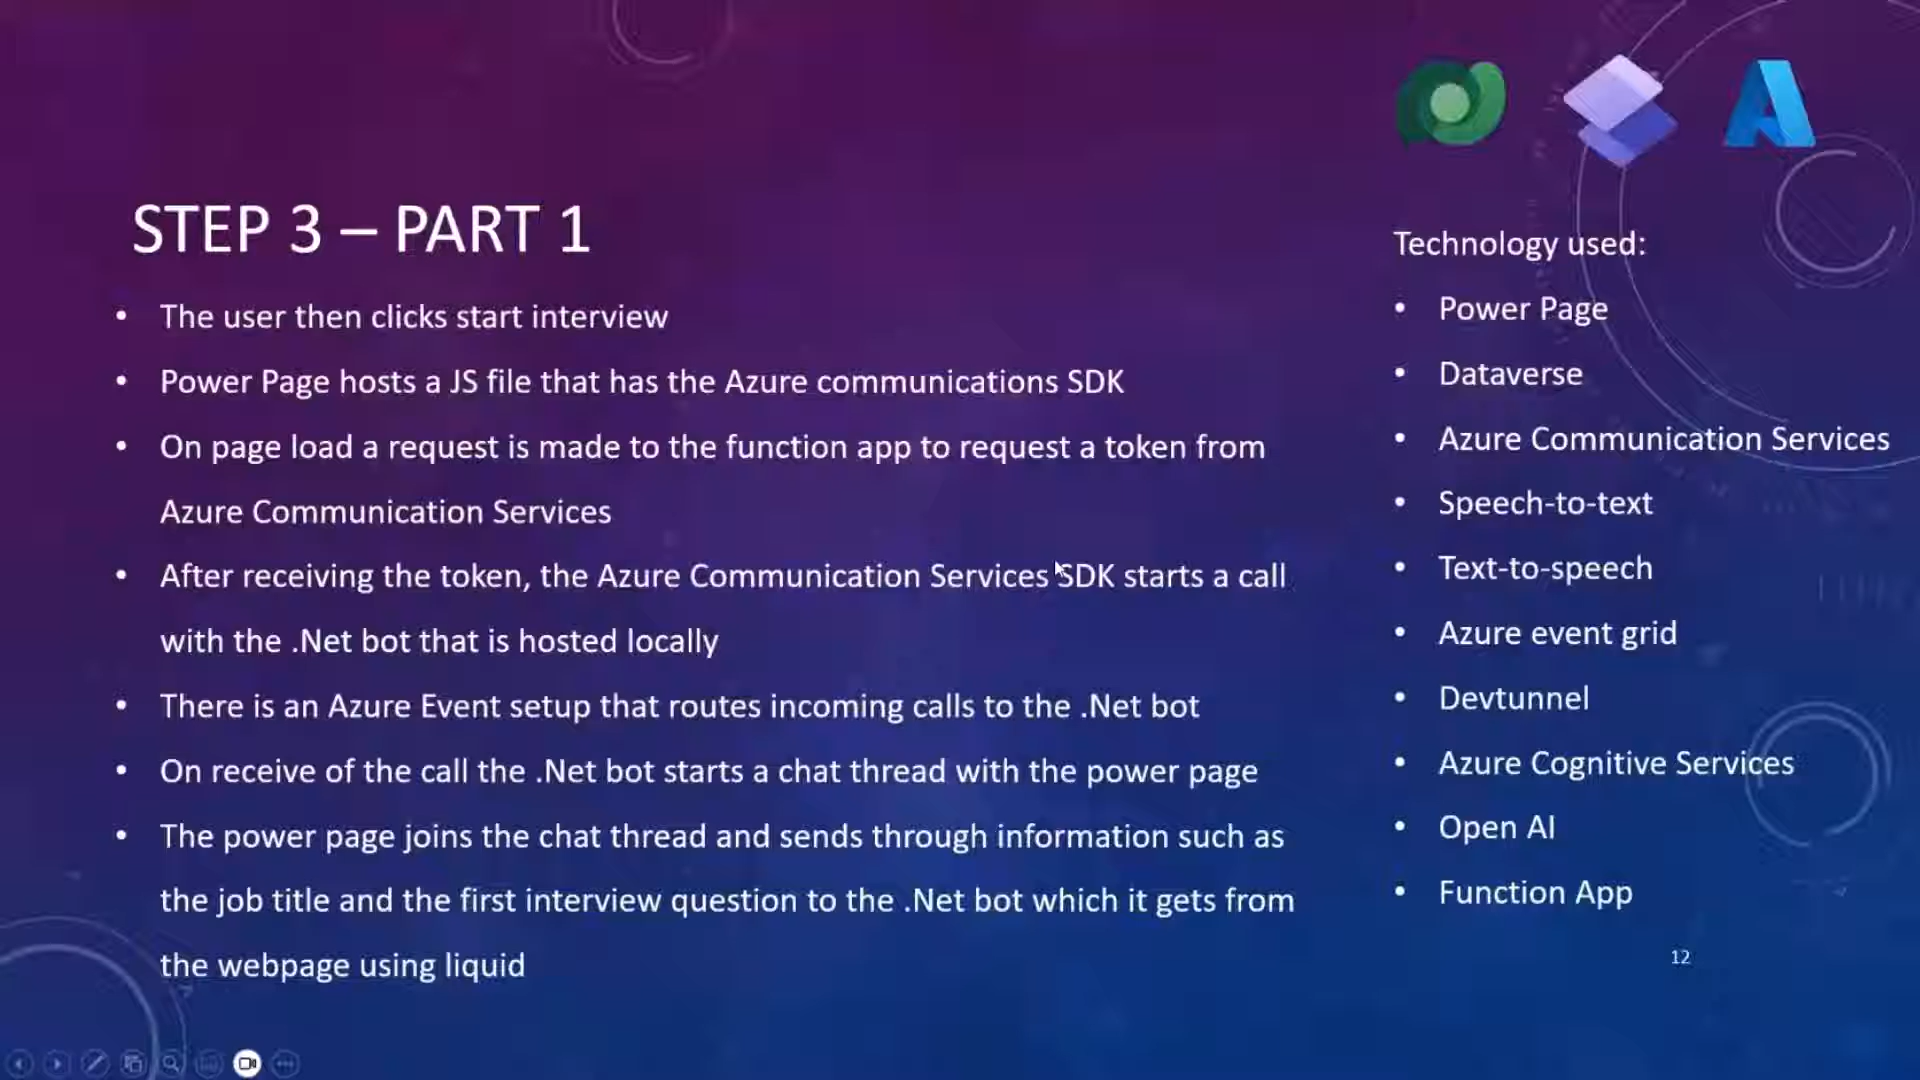 STEP 3 – PART 1
• The user then clicks start interview
• Power Page hosts a JS file that has the Azure communications SDK
• On page load a request is made to the function app to request a token from
Azure Communication Services
• After receiving the token, the Azure Communication Services SDK starts a call
with the .Net bot that is hosted locally
• There is an Azure Event setup that routes incoming calls to the .Net bot
• On receive of the call the .Net bot starts a chat thread with the power page
• The power page joins the chat thread and sends through information such as
the job title and the first interview question to the .Net bot which it gets from
the webpage using liquid
Technology used:
• Power Page
• Dataverse
• Azure Communication Services
• Speech-to-text
• Text-to-speech
• Azure event grid
• Devtunnel
• Azure Cognitive Services
• Open AI
• Function App
12